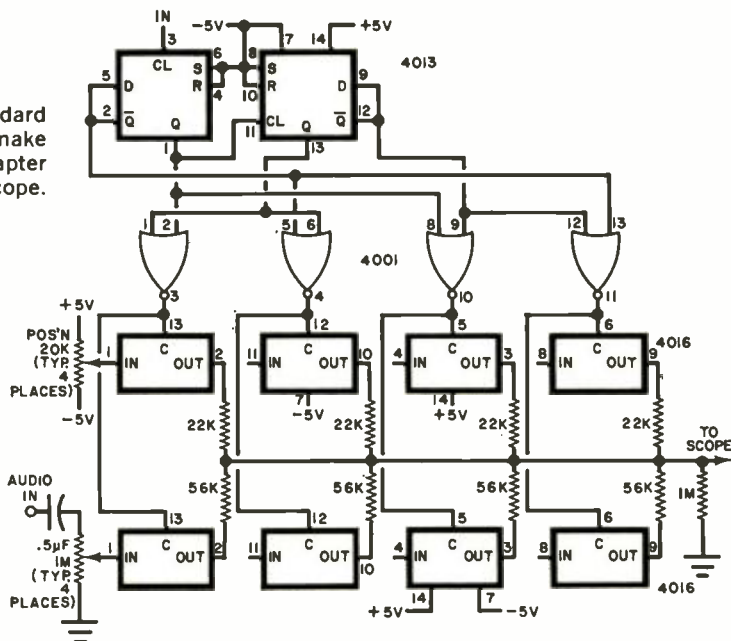 IN
-5V
+5V
3
7
14
4013
CL
5
D
6
S
R
4
8
S
10
R
D
9
2
Q̅
Q
11
CL
Q
Q̅
12
1
13
dard
make
apter
cope.
1
2
5
6
8
9
12
13
4001
3
4
10
11
+5V
POS'N
20K
(TYP.
4
PLACES)
-5V
13
C
1
IN
OUT
2
12
C
11
IN
OUT
10
7
-5V
5
C
4
IN
OUT
3
14
+5V
6
C
8
IN
OUT
9
4016
22K
22K
22K
22K
TO
SCOPE
56K
56K
56K
56K
1M
AUDIO
IN
.5µF
1M
(TYP.
4
PLACES)
13
C
1
IN
OUT
2
12
C
11
IN
OUT
10
5
C
4
IN
OUT
3
6
C
8
IN
OUT
9
4016
14
+5V
7
-5V